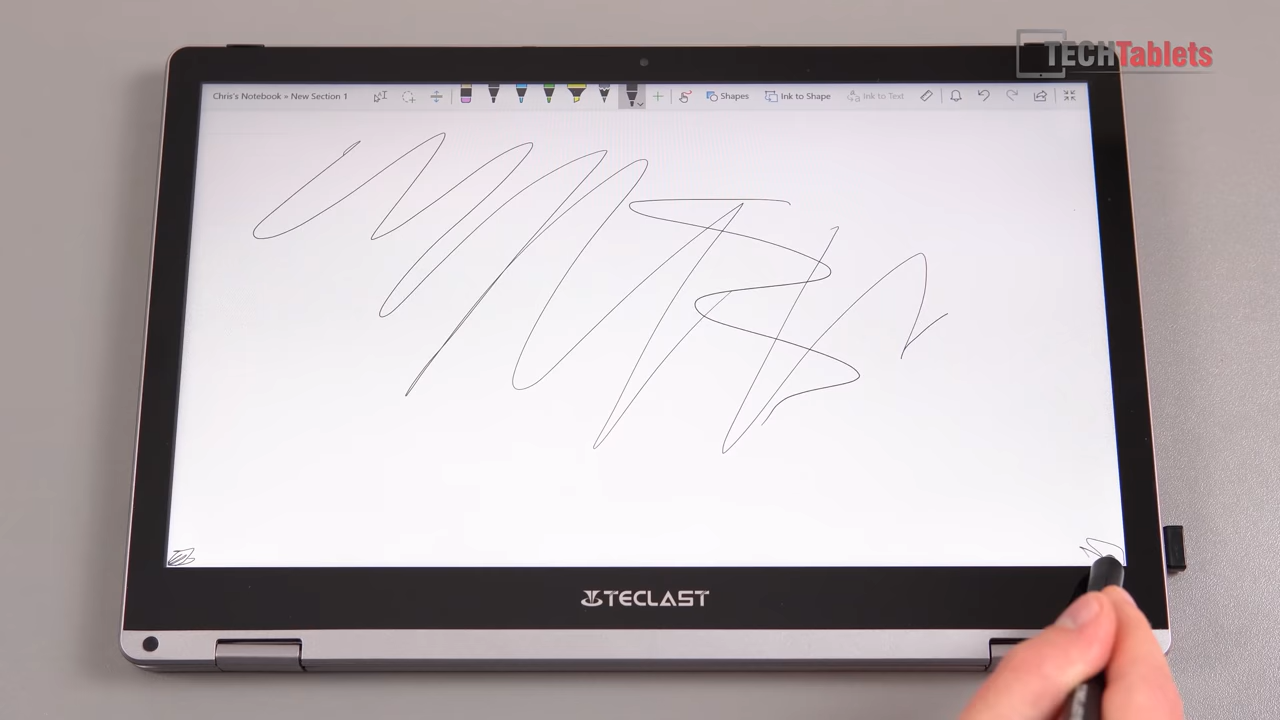 TECHTablets
Chris's Notebook » New Section 1
Shapes
Ink to Shape
Ink to Text
TECLAST